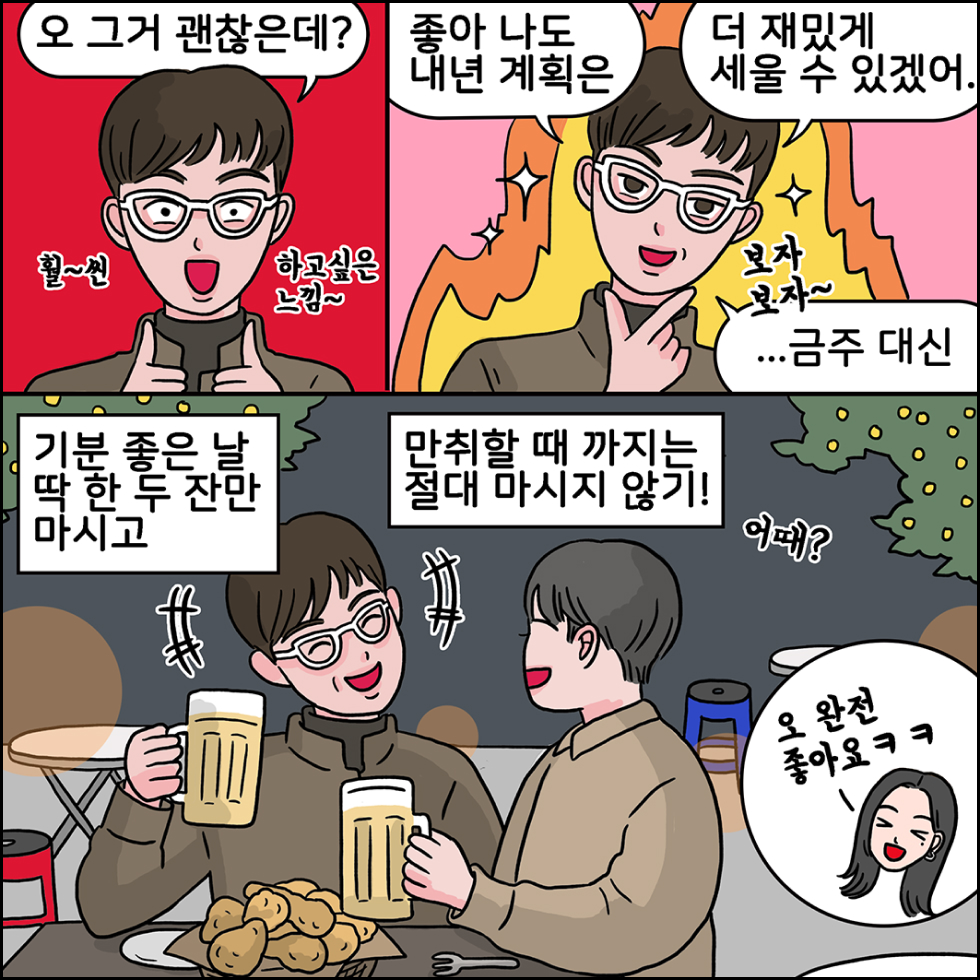 오 그거 괜찮은데?
훨~씬
하고싶은
느낌~
좋아 나도
내년 계획은
더 재밌게
세울 수 있겠어.
보자
보자~
...금주 대신
기분 좋은 날
딱 한 두 잔만
마시고
만취할 때 까지는
절대 마시지 않기!
어때?
오 완전
좋아요ㅋㅋ